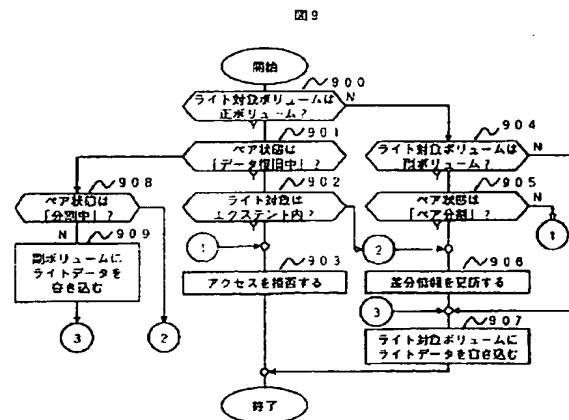 図9
開始
900
ライト対象ボリュームは
正ボリューム?
N
Y
901
ペア状態は
「データ復旧中」?
Y
904
ライト対象ボリュームは
副ボリューム?
N
Y
908
ペア状態は
「分割中」?
N
Y
902
ライト対象は
エクステント内?
Y
905
ペア状態は
「ペア分割」?
N
Y
909
副ボリュームに
ライトデータを
書き込む
1
2
1
903
アクセスを拒否する
906
差分情報を更新する
3
2
3
907
ライト対象ボリュームに
ライトデータを書き込む
終了